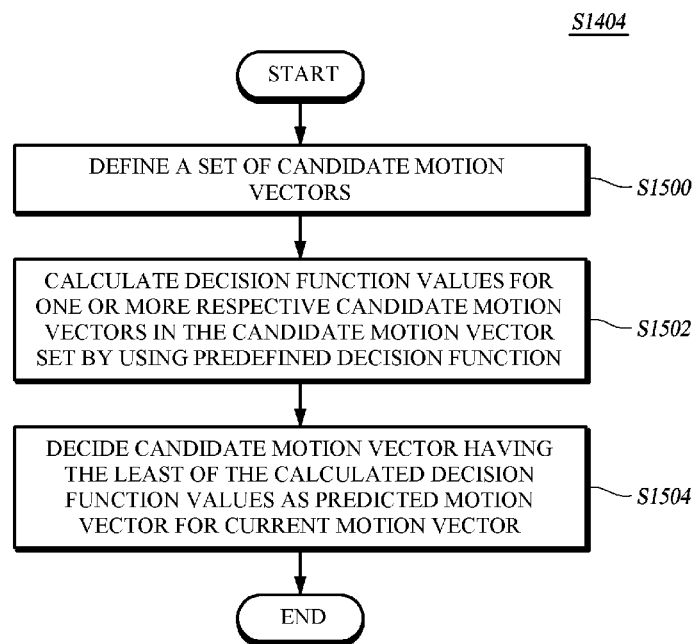 S1404
START
DEFINE A SET OF CANDIDATE MOTION
VECTORS
S1500
CALCULATE DECISION FUNCTION VALUES FOR
ONE OR MORE RESPECTIVE CANDIDATE MOTION
VECTORS IN THE CANDIDATE MOTION VECTOR
SET BY USING PREDEFINED DECISION FUNCTION
S1502
DECIDE CANDIDATE MOTION VECTOR HAVING
THE LEAST OF THE CALCULATED DECISION
FUNCTION VALUES AS PREDICTED MOTION
VECTOR FOR CURRENT MOTION VECTOR
S1504
END